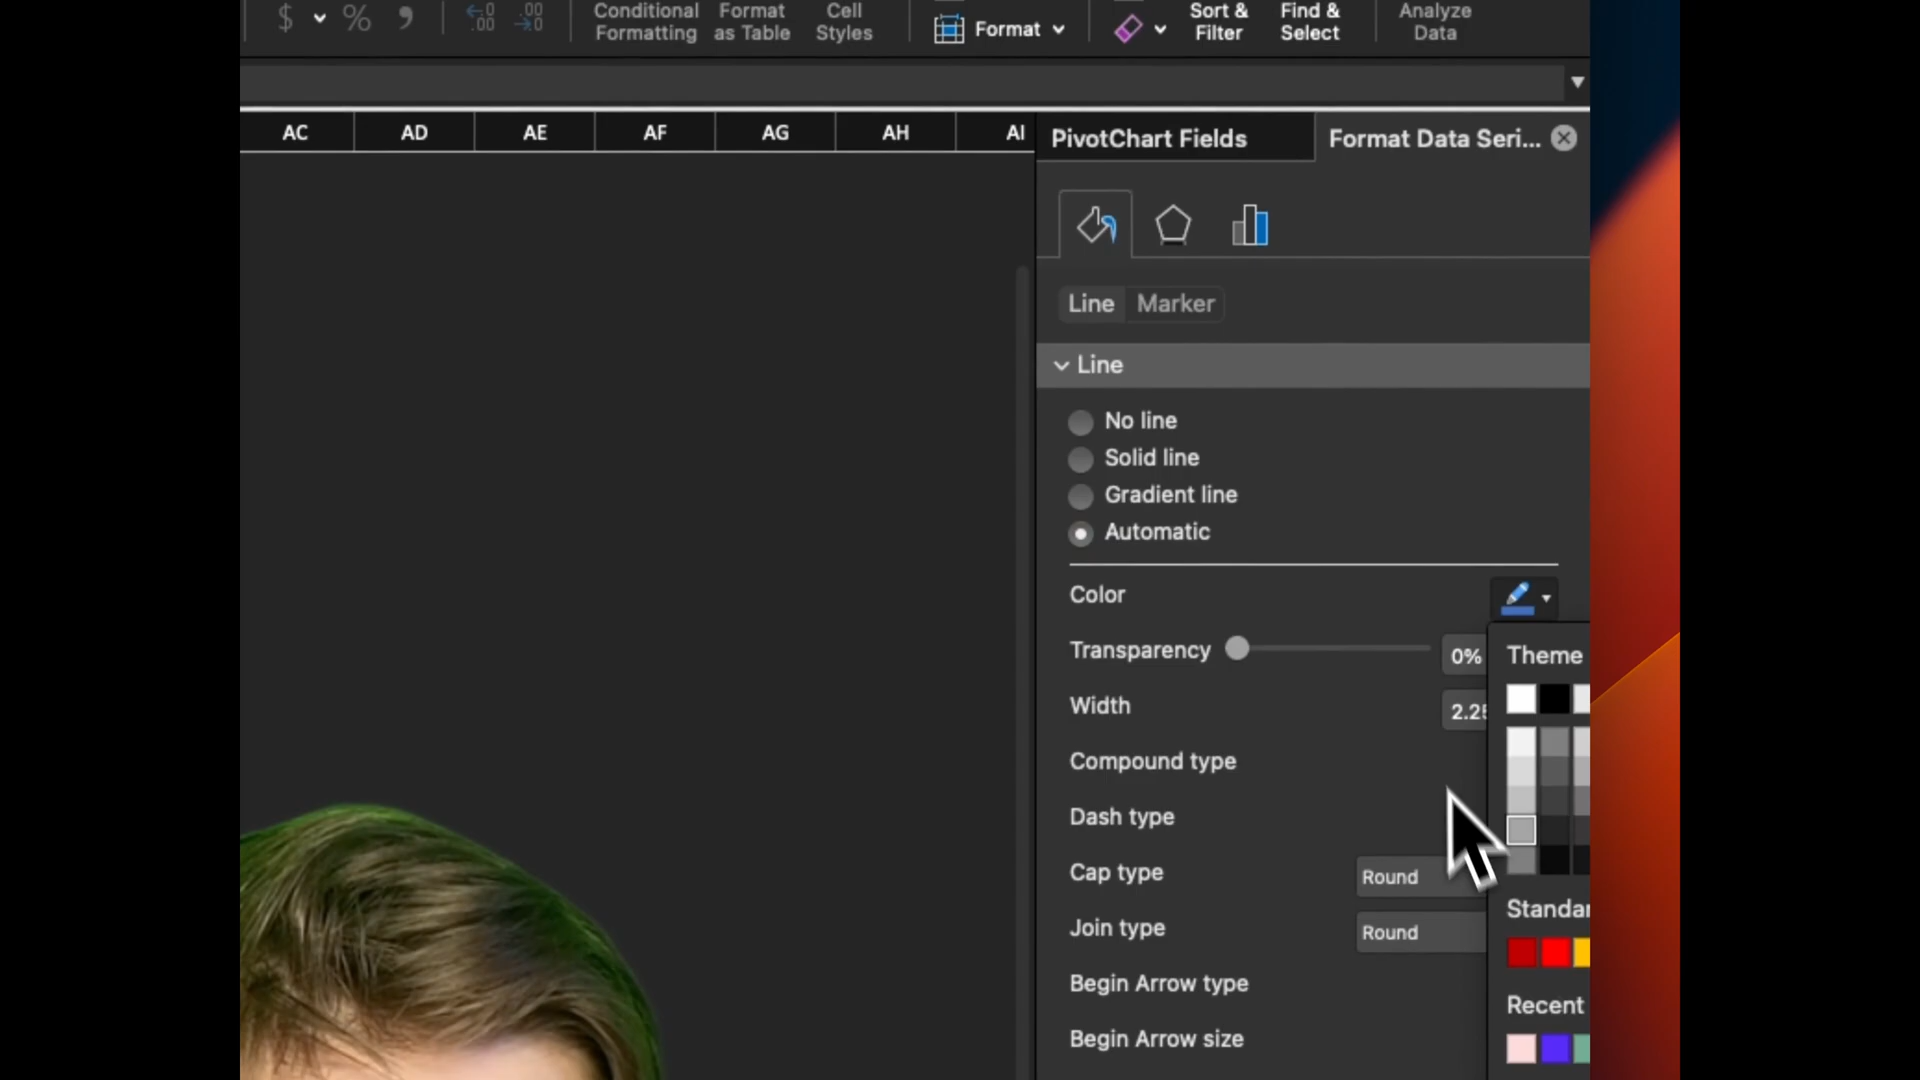 $ % Conditional Formatting Format as Table Cell Styles Format Sort & Filter Find & Select Analyze Data
AC AD AE AF AG AH AI
PivotChart Fields Format Data Seri...
Line Marker
Line
No line
Solid line
Gradient line
Automatic
Color
Transparency 0%
Theme
Width
Compound type
Dash type
Cap type Round
Standar
Join type Round
Begin Arrow type
Recent
Begin Arrow size